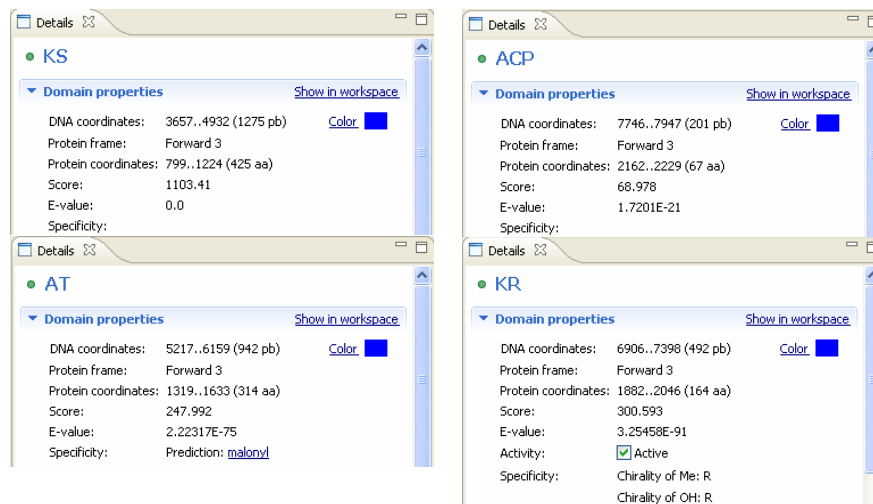 Details
KS
Domain properties Show in workspace
DNA coordinates: 3657..4932 (1275 pb) Color
Protein frame: Forward 3
Protein coordinates: 799..1224 (425 aa)
Score: 1103.41
E-value: 0.0
Specificity:
Details
ACP
Domain properties Show in workspace
DNA coordinates: 7746..7947 (201 pb) Color
Protein frame: Forward 3
Protein coordinates: 2162..2229 (67 aa)
Score: 68.978
E-value: 1.7201E-21
Specificity:
Details
AT
Domain properties Show in workspace
DNA coordinates: 5217..6159 (942 pb) Color
Protein frame: Forward 3
Protein coordinates: 1319..1633 (314 aa)
Score: 247.992
E-value: 2.22317E-75
Specificity: Prediction: malonyl
Details
KR
Domain properties Show in workspace
DNA coordinates: 6906..7398 (492 pb) Color
Protein frame: Forward 3
Protein coordinates: 1882..2046 (164 aa)
Score: 300.593
E-value: 3.25458E-91
Activity: Active
Specificity: Chirality of Me: R
Chirality of OH: R